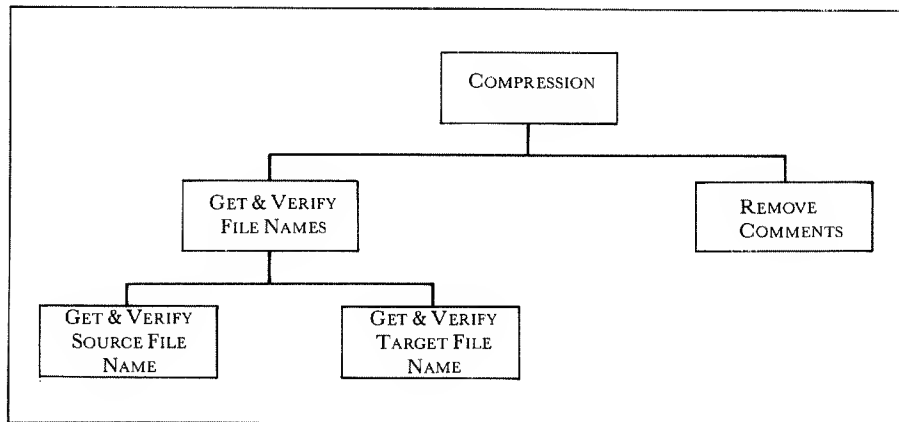 COMPRESSION
GET & VERIFY
FILE NAMES
REMOVE
COMMENTS
GET & VERIFY
SOURCE FILE
NAME
GET & VERIFY
TARGET FILE
NAME